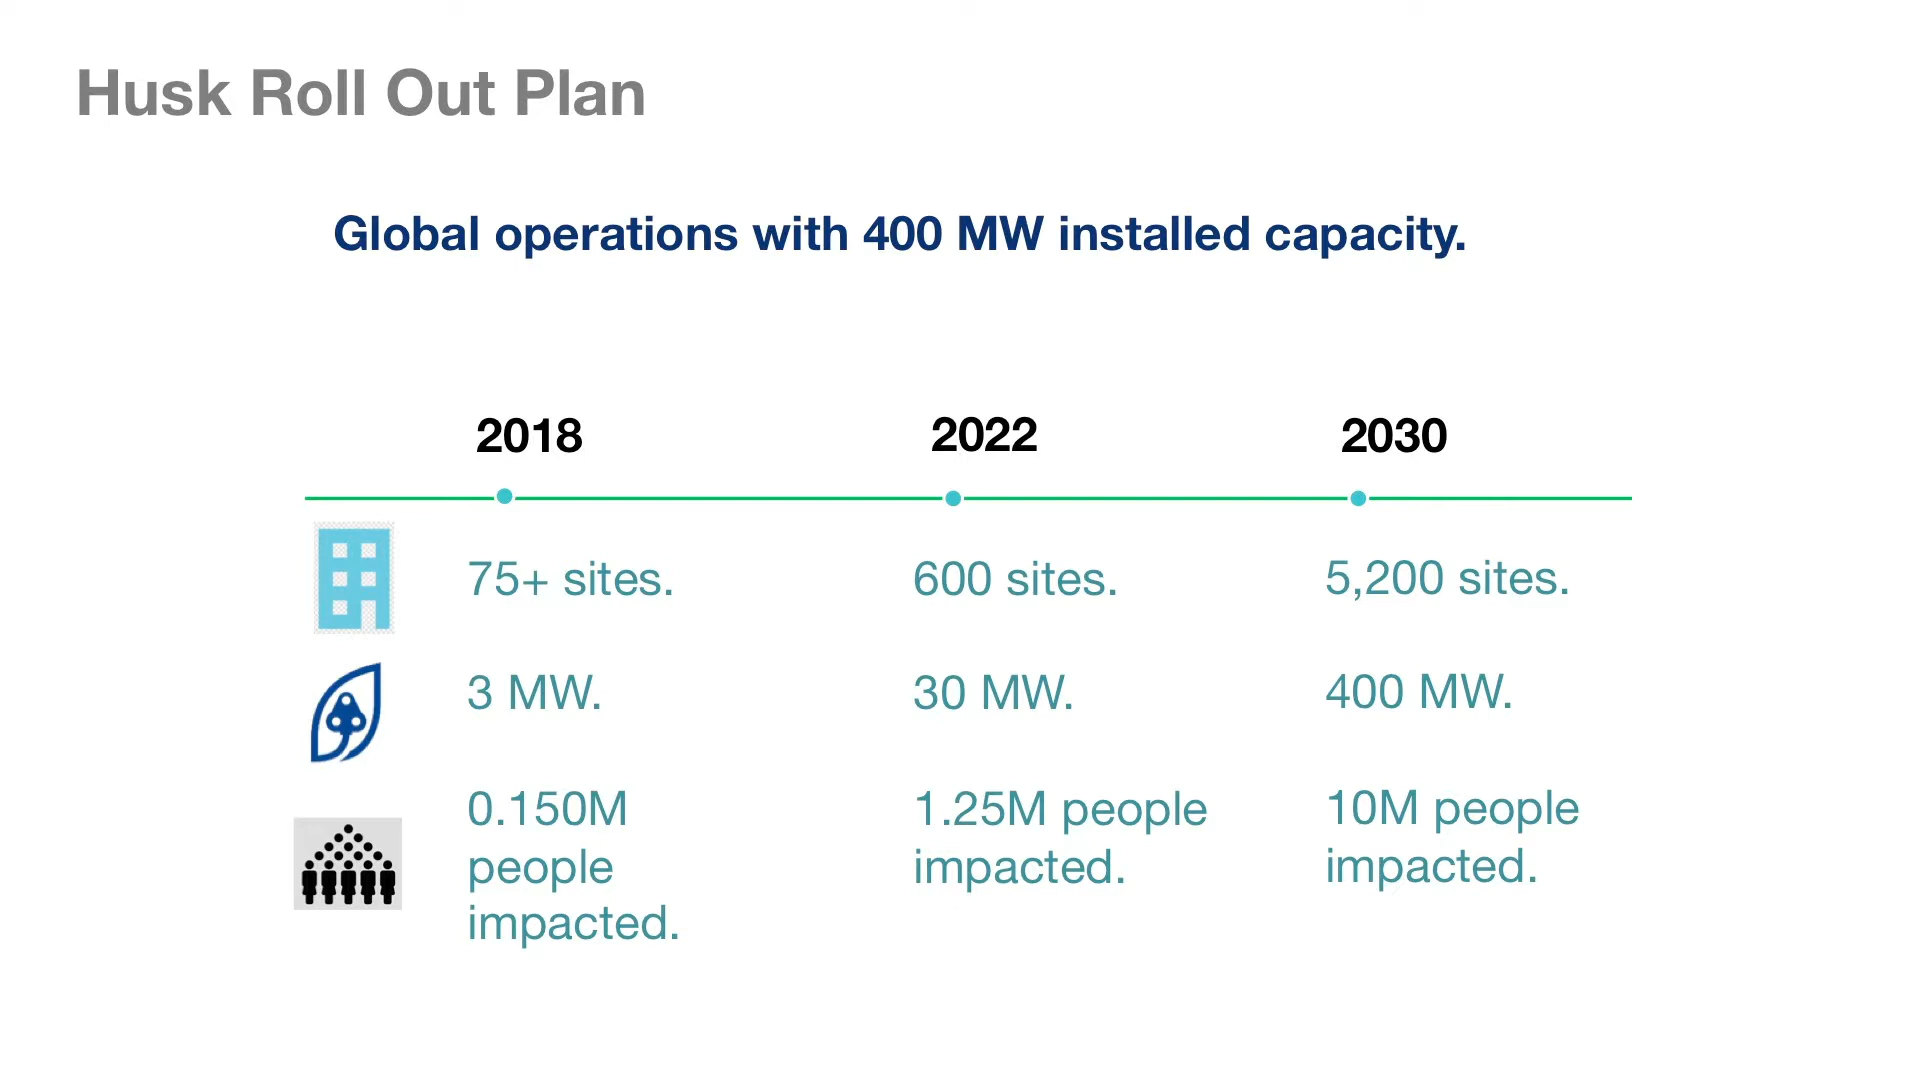 Husk Roll Out Plan
Global operations with 400 MW installed capacity.
2018
2022
2030
75+ sites.
600 sites.
5,200 sites.
3 MW.
30 MW.
400 MW.
0.150M
people
impacted.
1.25M people
impacted.
10M people
impacted.